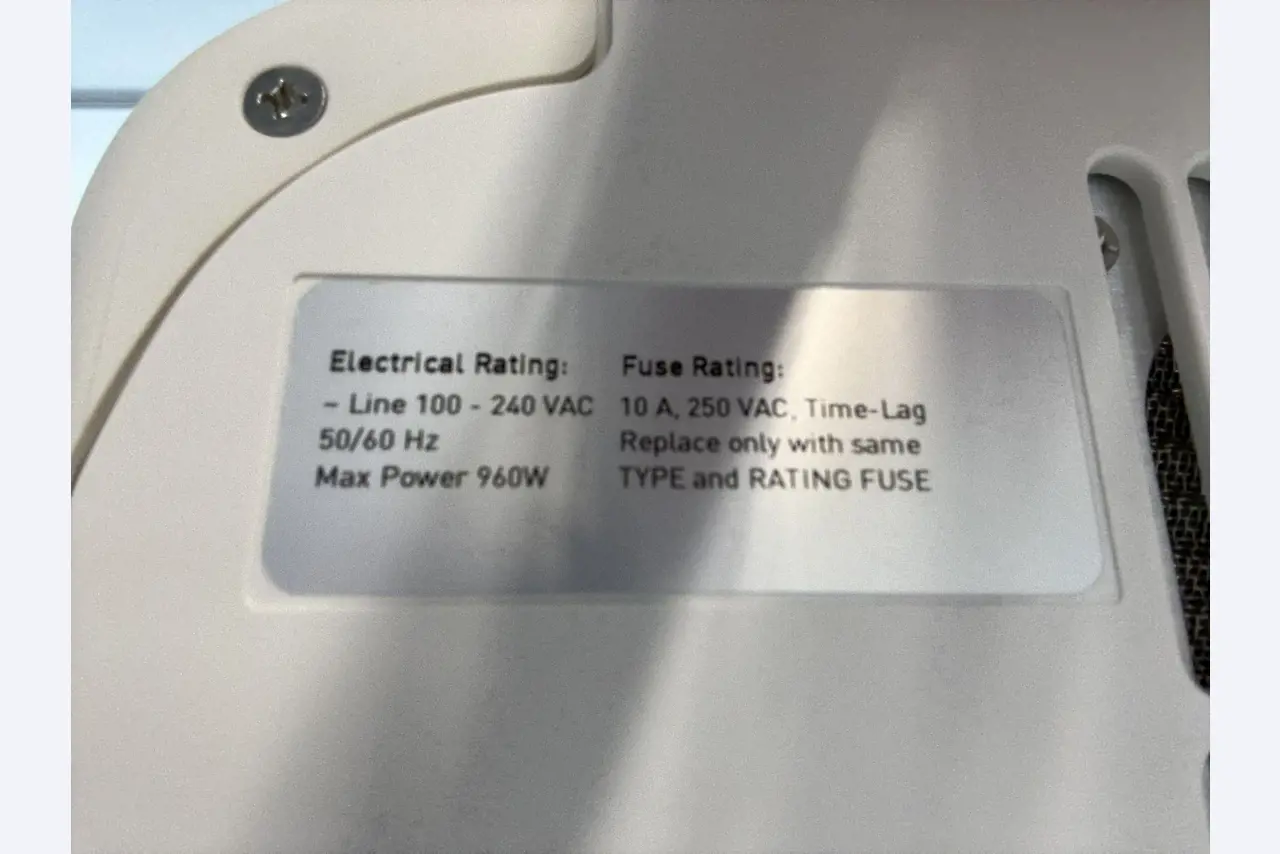 Electrical Rating:
~ Line 100 - 240 VAC
50/60 Hz
Max Power 960W
Fuse Rating:
10 A, 250 VAC, Time-Lag
Replace only with same
TYPE and RATING FUSE